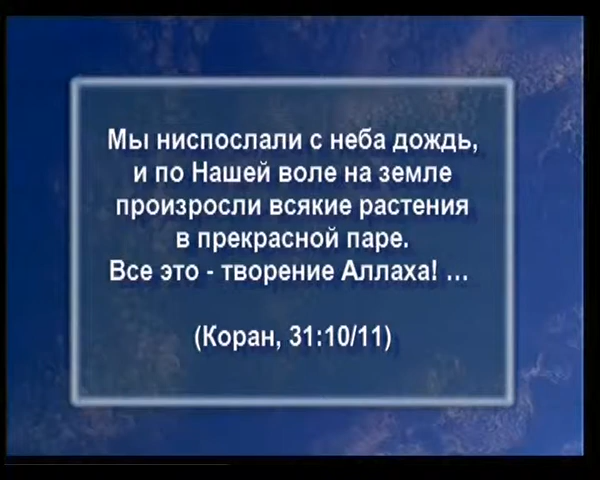 Мы ниспослали с неба дождь,
и по Нашей воле на земле
произросли всякие растения
в прекрасной паре.
Все это - творение Аллаха! ...
(Коран, 31:10/11)